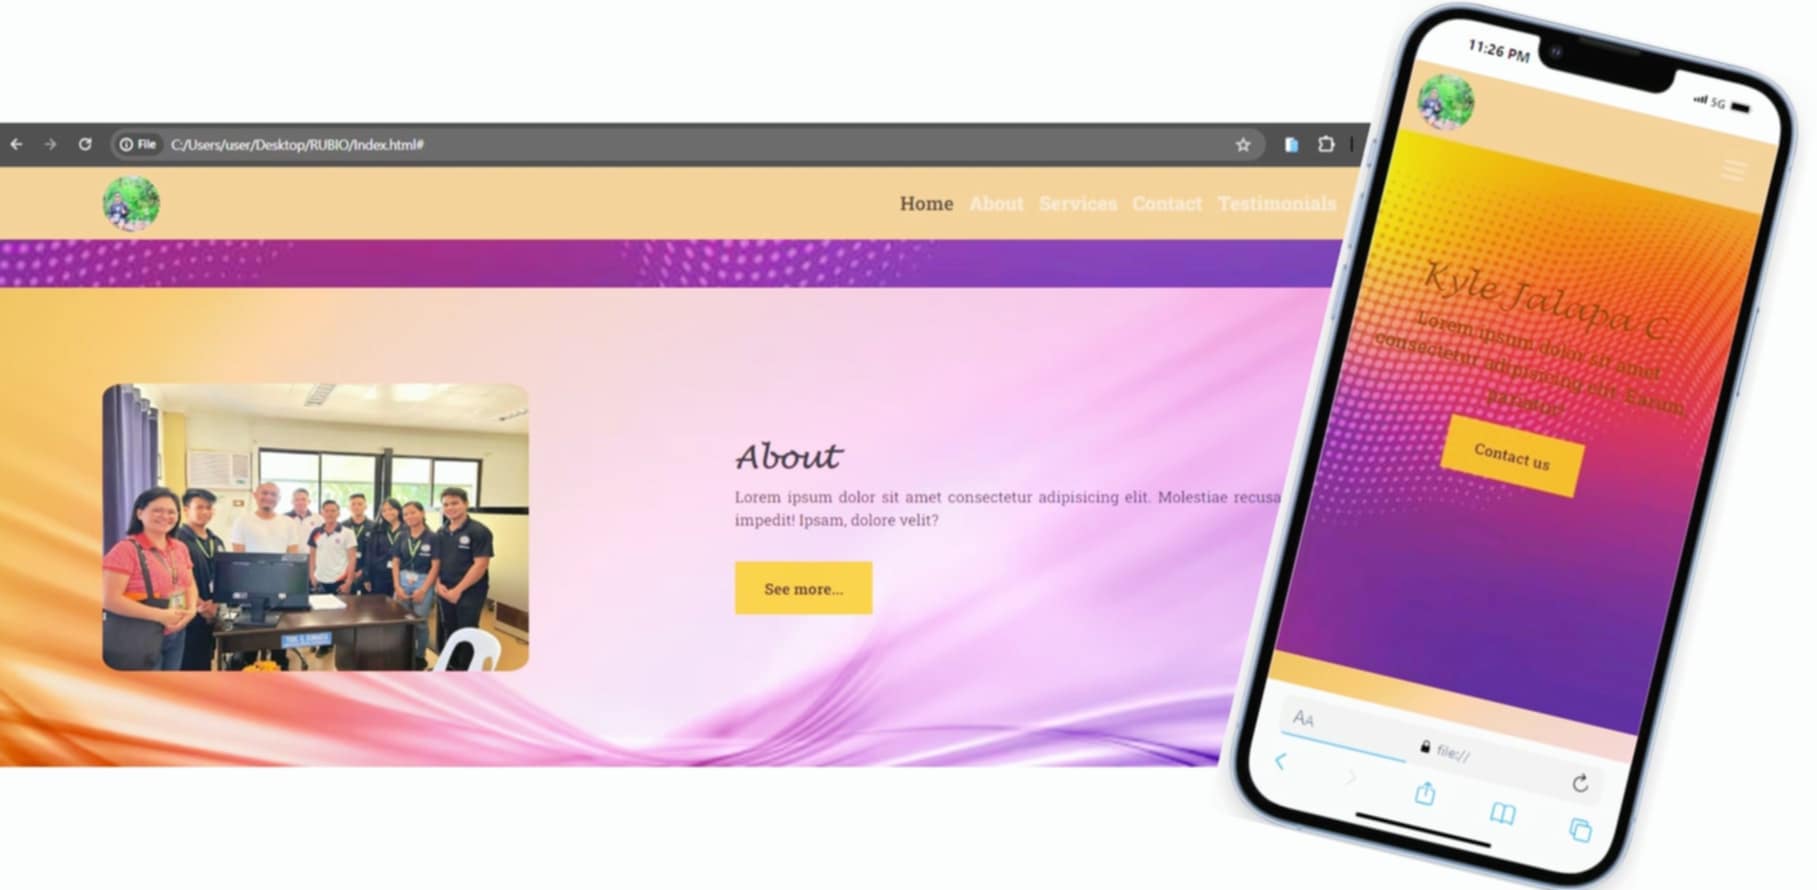 File C:/Users/user/Desktop/RUBIO/Index.html#
Home About Services Contact Testimonials
About
Lorem ipsum dolor sit amet consectetur adipisicing elit. Molestiae recusa
impedit! Ipsam, dolore velit?
See more...
11:26 PM
5G
Kyle Jalapa C
Lorem ipsum dolor sit amet
consectetur adipisicing elit. Earum
pariatur!
Contact us
AA
file://